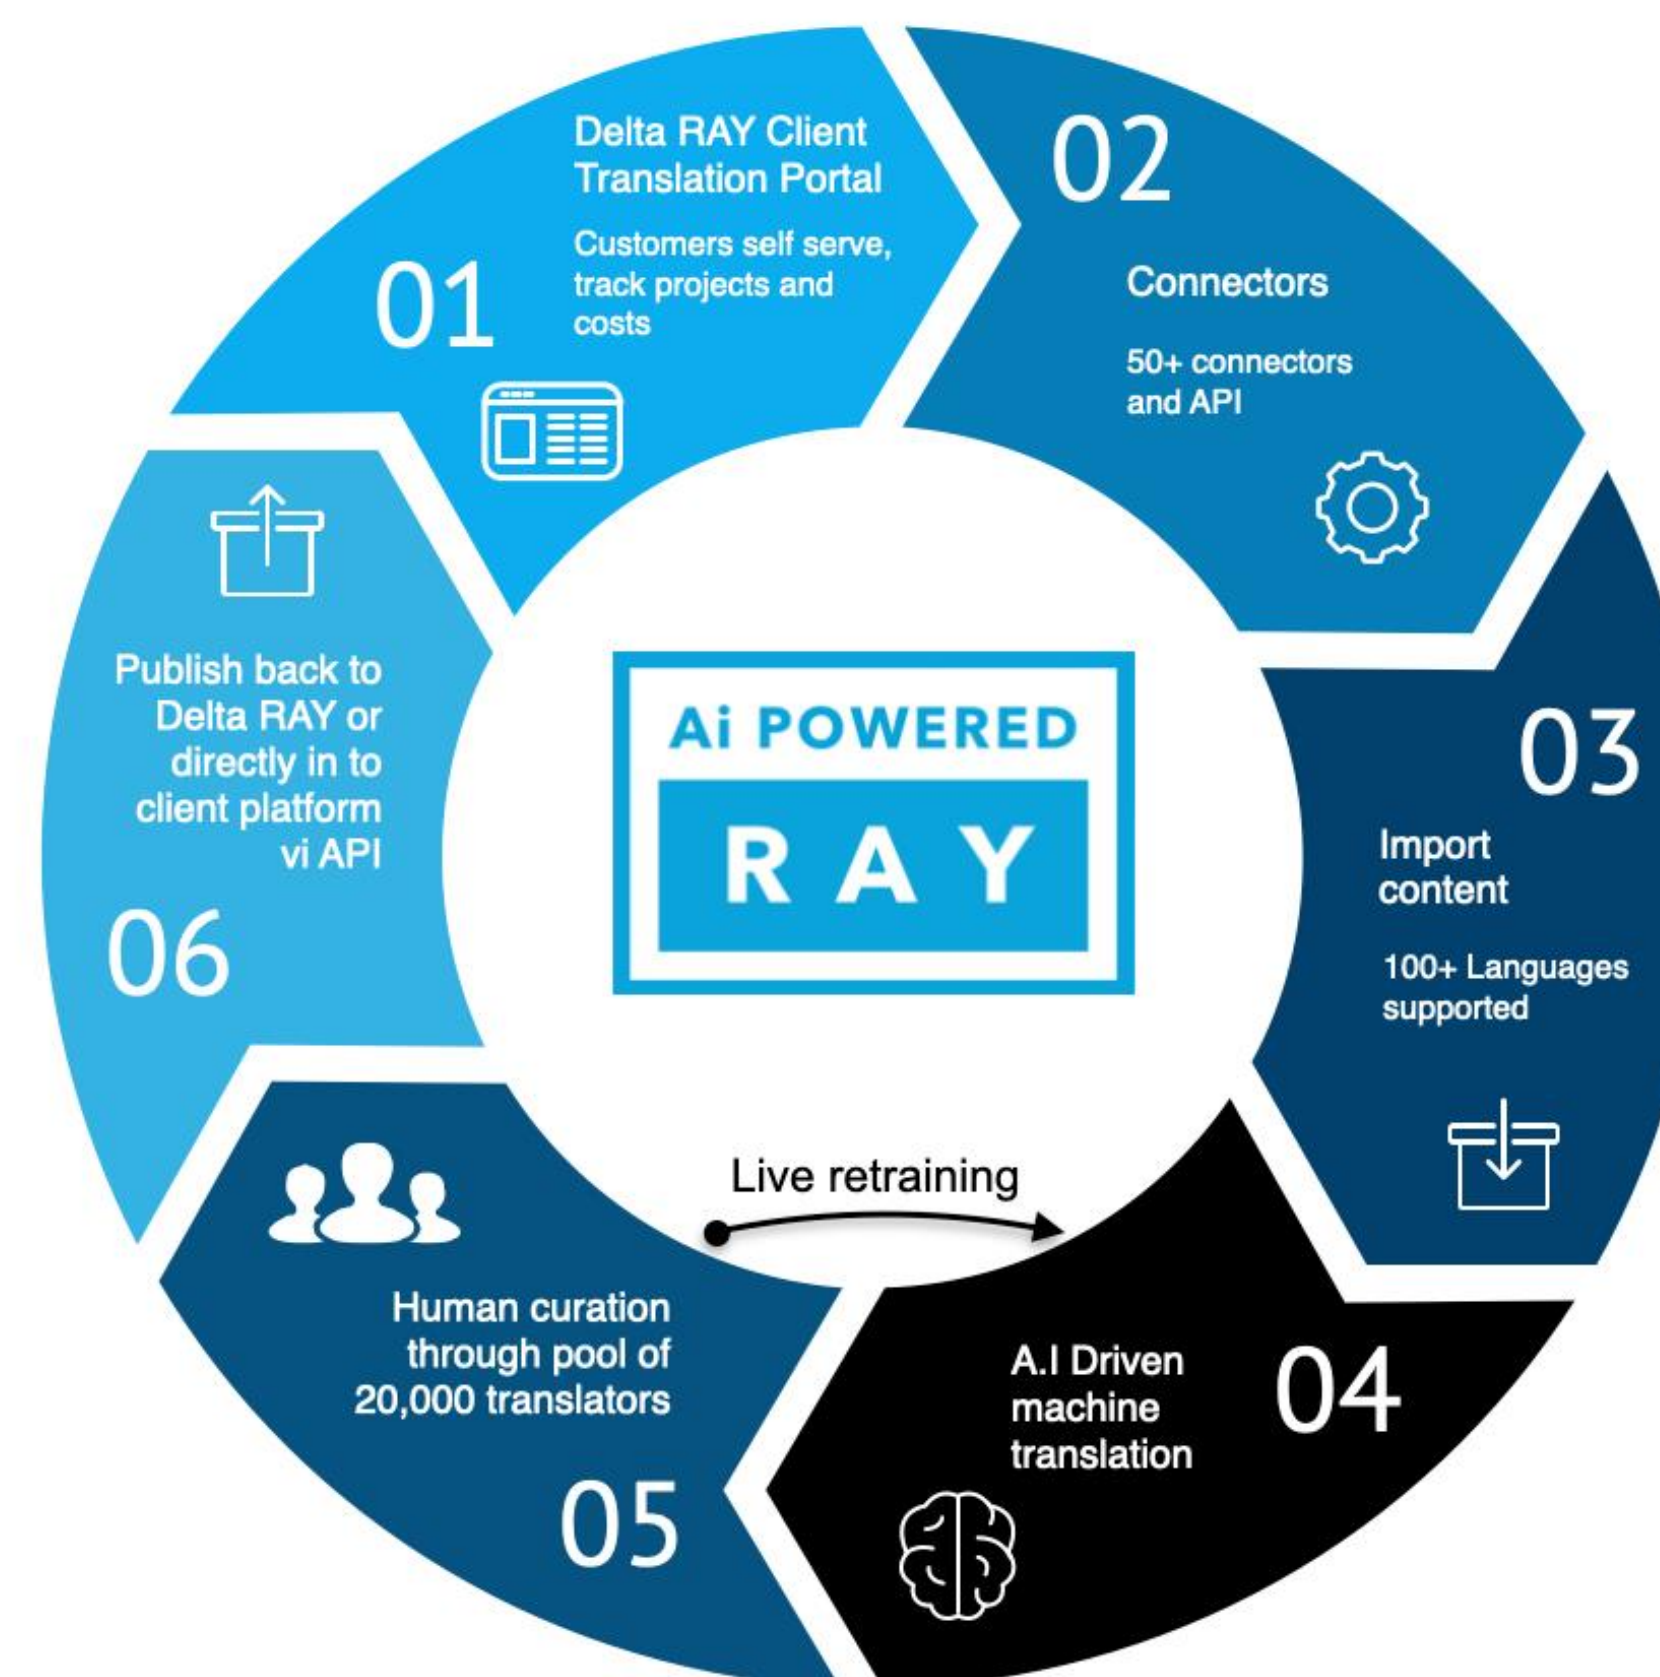 01
Delta RAY Client
Translation Portal
Customers self serve,
track projects and
costs
02
Connectors
50+ connectors
and API
03
Import
content
100+ Languages
supported
04
A.I Driven
machine
translation
05
Human curation
through pool of
20,000 translators
06
Publish back to
Delta RAY or
directly in to
client platform
vi API
Ai POWERED
RAY
Live retraining